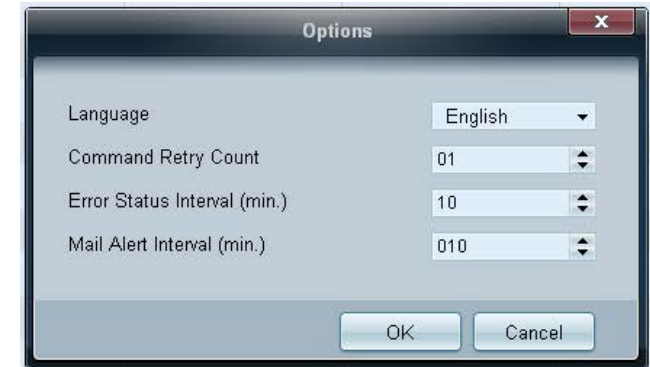 Options
X
Language English
Command Retry Count 01
Error Status Interval (min.) 10
Mail Alert Interval (min.) 010
OK Cancel